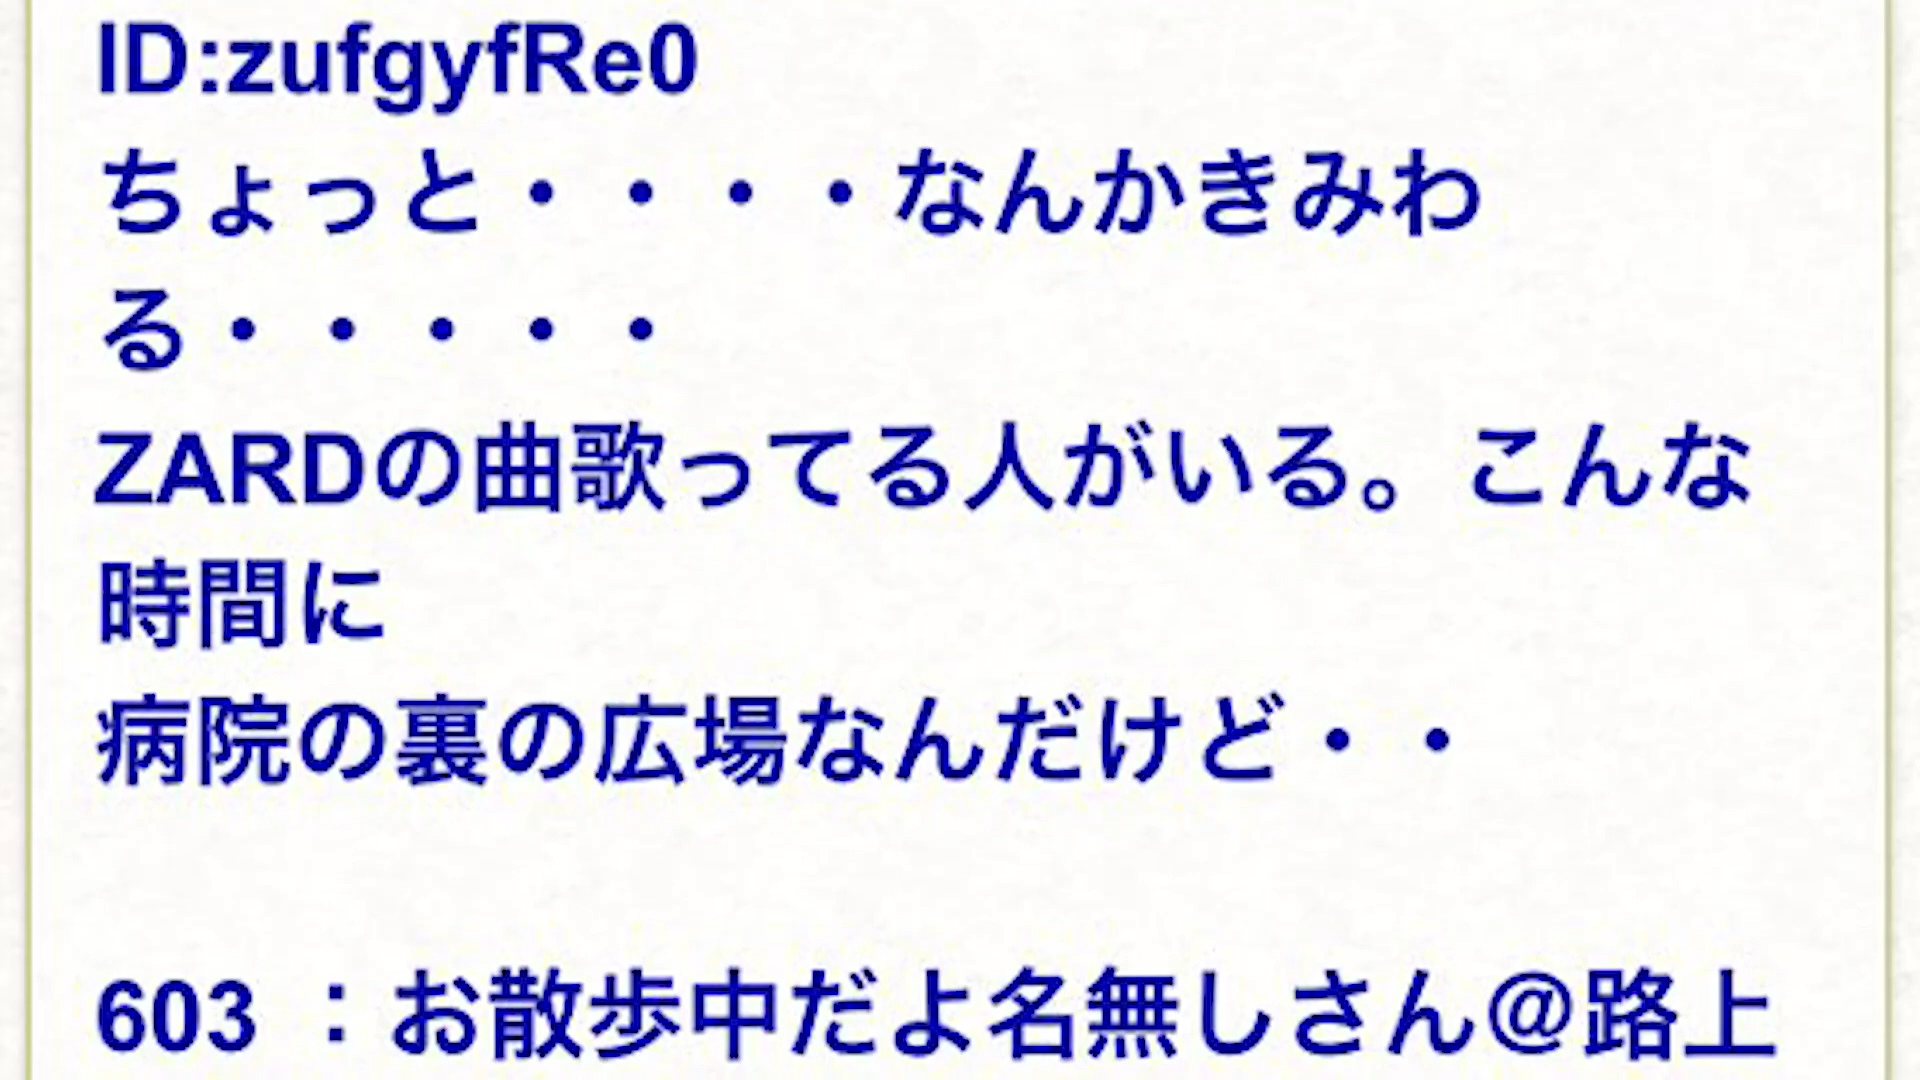 ID:zufgyfRe0
ちょっと・・・・なんかきみわ
る・・・・・
ZARDの曲歌ってる人がいる。こんな
時間に
病院の裏の広場なんだけど・・
603 ：お散歩中だよ名無しさん＠路上